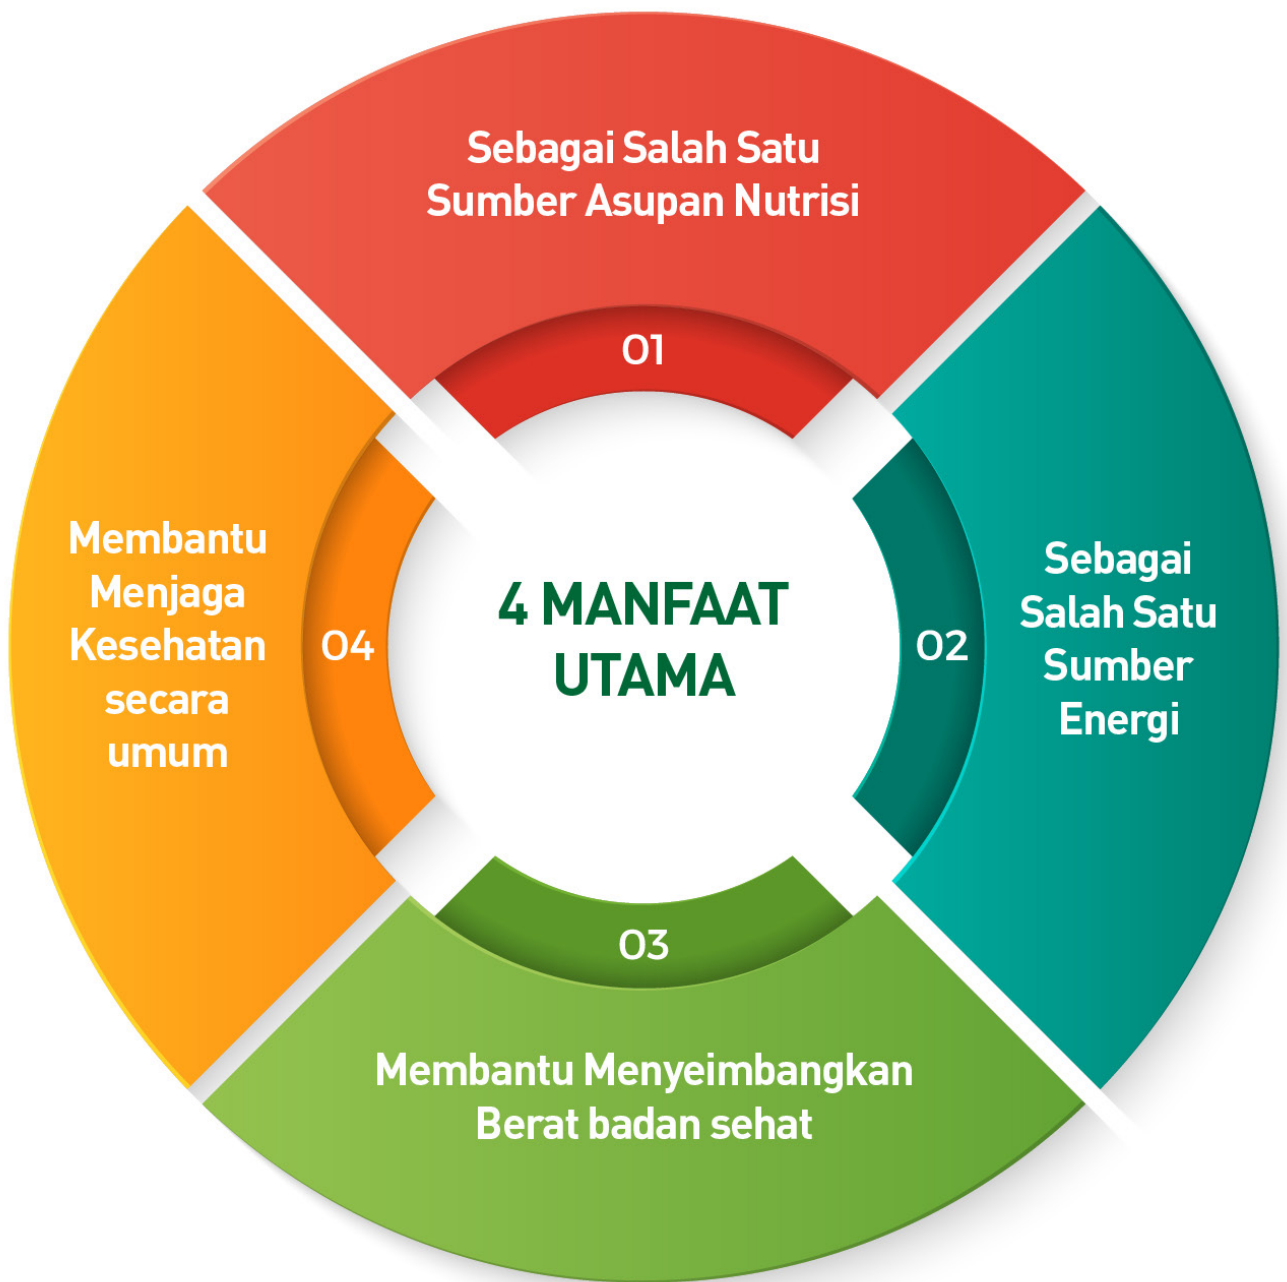 Sebagai Salah Satu
Sumber Asupan Nutrisi
01
4 MANFAAT
UTAMA
02
Sebagai
Salah Satu
Sumber
Energi
03
Membantu Menyeimbangkan
Berat badan sehat
04
Membantu
Menjaga
Kesehatan
secara
umum